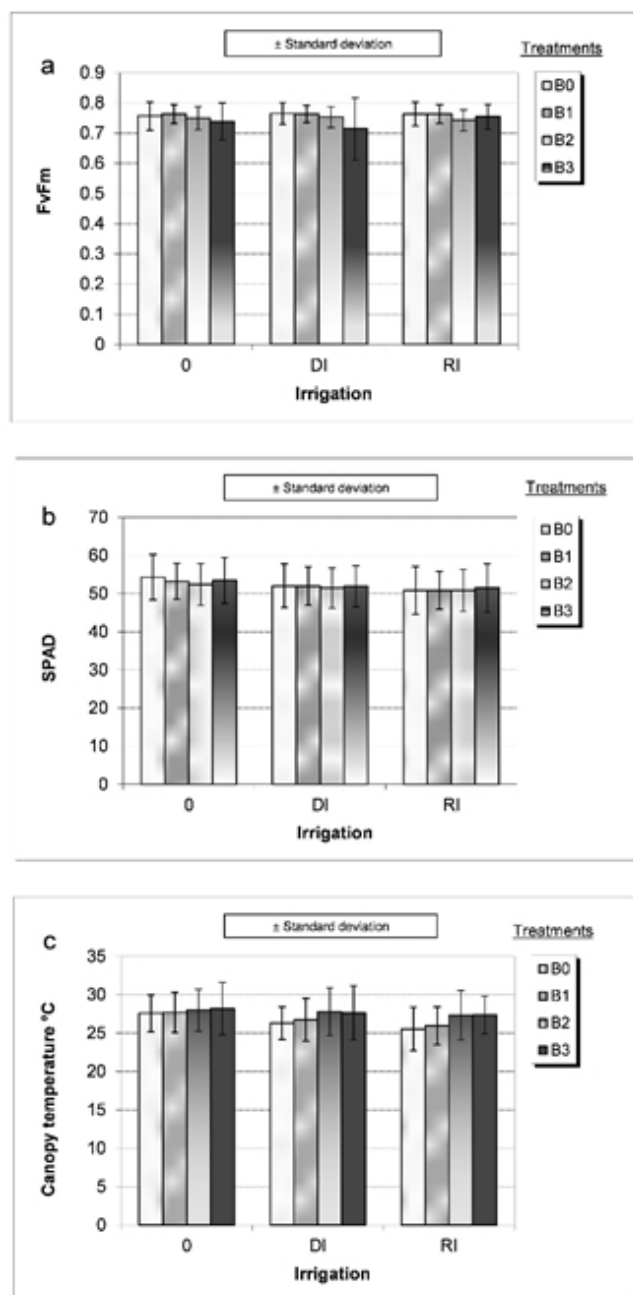 a
± Standard deviation
Treatments
B0
B1
B2
B3
FvFm
0.9
0.8
0.7
0.6
0.5
0.4
0.3
0.2
0.1
0
0 DI RI
Irrigation
b
± Standard deviation
Treatments
B0
B1
B2
B3
SPAD
70
60
50
40
30
20
10
0
0 DI RI
Irrigation
c
± Standard deviation
Treatments
B0
B1
B2
B3
Canopy temperature ºC
35
30
25
20
15
10
5
0
0 DI RI
Irrigation